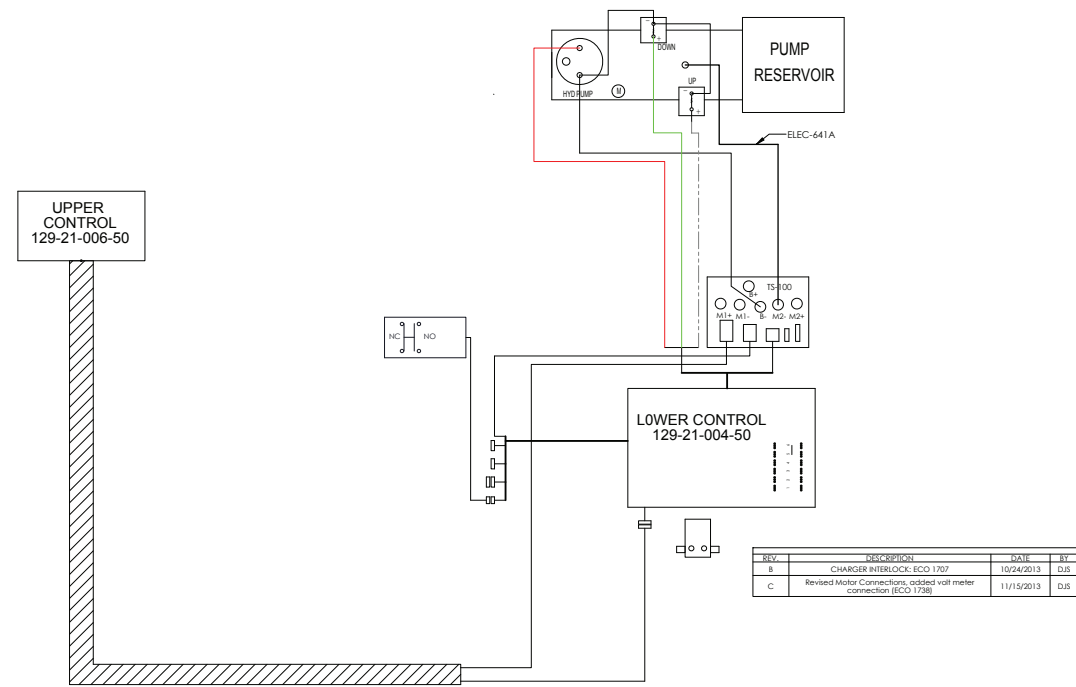 PUMP
RESERVOIR
-
+
DOWN
UP
-
+
HYD PUMP
M
ELEC-641A
UPPER
CONTROL
129-21-006-50
TS-100
B+
M1+ M1- B- M2- M2+
NC NO
L0WER CONTROL
129-21-004-50
REV. DESCRIPTION DATE BY
B CHARGER INTERLOCK: ECO 1707 10/24/2013 DJS
C Revised Motor Connections, added volt meter
connection (ECO 1738) 11/15/2013 DJS